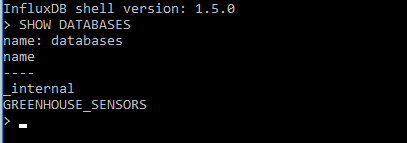 InfluxDB shell version: 1.5.0
> SHOW DATABASES
name: databases
name
----
_internal
GREENHOUSE_SENSORS
>